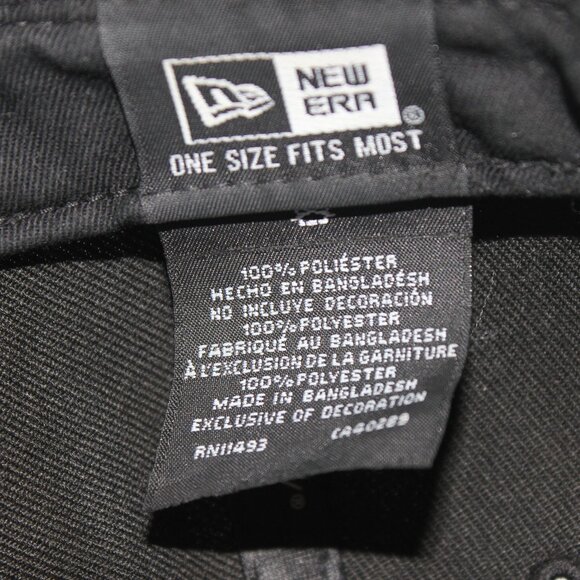 NEW
ERA®
ONE SIZE FITS MOST
100% POLIÉSTER
HECHO EN BANGLADÉSH
NO INCLUYE DECORACIÓN
100% POLYESTER
FABRIQUÉ AU BANGLADESH
À L'EXCLUSION DE LA GARNITURE
100% POLYESTER
MADE IN BANGLADESH
EXCLUSIVE OF DECORATION
RN11493 CA40289